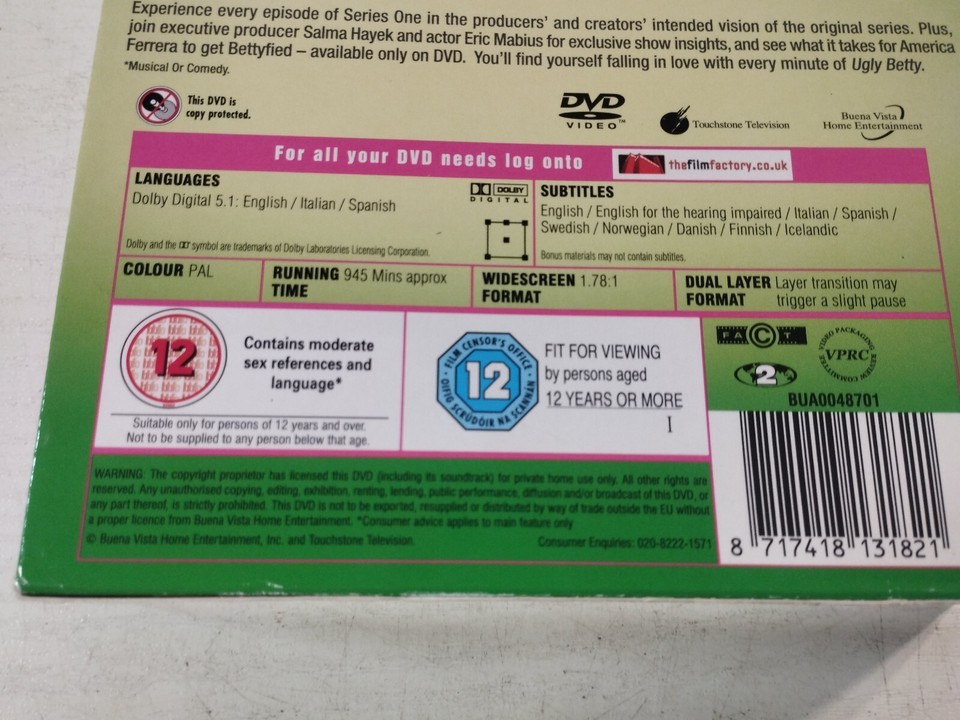 Experience every episode of Series One in the producers' and creators' intended vision of the original series. Plus,
join executive producer Salma Hayek and actor Eric Mabius for exclusive show insights, and see what it takes for America
Ferrera to get Bettyfied – available only on DVD. You'll find yourself falling in love with every minute of Ugly Betty.
*Musical Or Comedy.
This DVD is
copy protected.
DVD
VIDEO™
Touchstone Television
Buena Vista
Home Entertainment
For all your DVD needs log onto
thefilmfactory.co.uk
LANGUAGES
Dolby Digital 5.1: English / Italian / Spanish
DOLBY
DIGITAL
Dolby and the symbol are trademarks of Dolby Laboratories Licensing Corporation.
SUBTITLES
English / English for the hearing impaired / Italian / Spanish /
Swedish / Norwegian / Danish / Finnish / Icelandic
Bonus materials may not contain subtitles.
COLOUR PAL
RUNNING 945 Mins approx
TIME
WIDESCREEN 1.78:1
FORMAT
DUAL LAYER Layer transition may
FORMAT trigger a slight pause
12
Contains moderate
sex references and
language*
Suitable only for persons of 12 years and over.
Not to be supplied to any person below that age.
FILM CENSOR'S OFFICE
12
OIFIG SCRÚDÓIR NA SCANNÁN
FIT FOR VIEWING
by persons aged
12 YEARS OR MORE
I
FACT
VIDEO PACKAGING REVIEW COMMITTEE
VPRC
2
BUA0048701
WARNING: The copyright proprietor has licensed this DVD (including its soundtrack) for private home use only. All other rights are
reserved. Any unauthorised copying, editing, exhibition, renting, lending, public performance, diffusion and/or broadcast of this DVD, or
any part thereof, is strictly prohibited. This DVD is not to be exported, resupplied or distributed by way of trade outside the EU without
a proper licence from Buena Vista Home Entertainment. *Consumer advice applies to main feature only
© Buena Vista Home Entertainment, Inc. and Touchstone Television.
Consumer Enquiries: 020-8222-1571
8 717418 131821